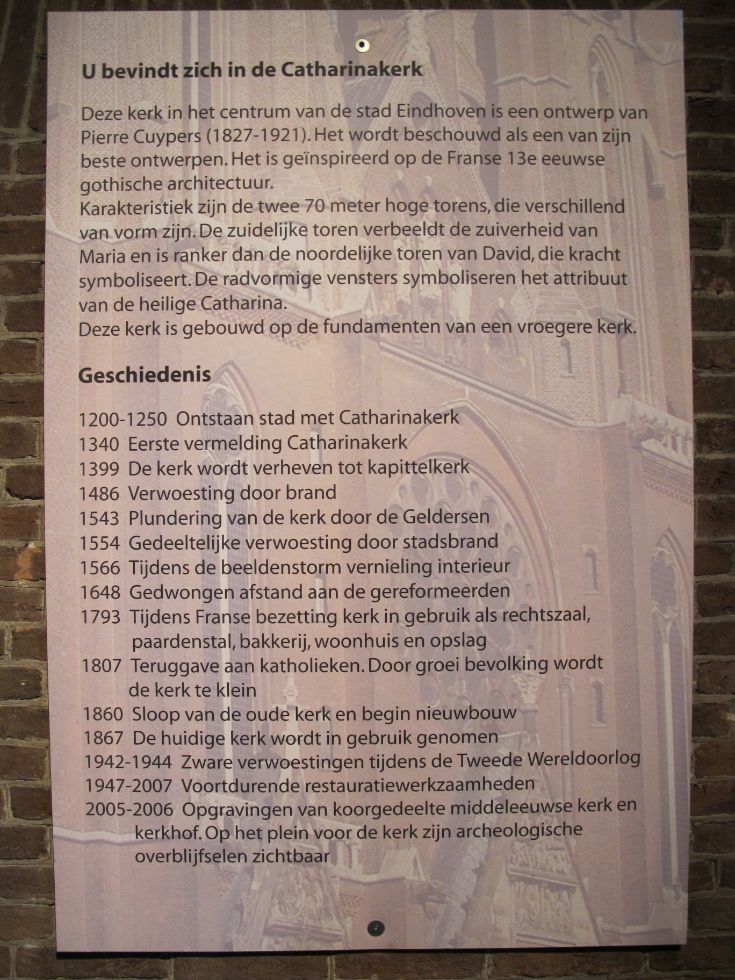 U bevindt zich in de Catharinakerk
Deze kerk in het centrum van de stad Eindhoven is een ontwerp van
Pierre Cuypers (1827-1921). Het wordt beschouwd als een van zijn
beste ontwerpen. Het is geïnspireerd op de Franse 13e eeuwse
gothische architectuur.
Karakteristiek zijn de twee 70 meter hoge torens, die verschillend
van vorm zijn. De zuidelijke toren verbeeldt de zuiverheid van
Maria en is ranker dan de noordelijke toren van David, die kracht
symboliseert. De radvormige vensters symboliseren het attribuut
van de heilige Catharina.
Deze kerk is gebouwd op de fundamenten van een vroegere kerk.
Geschiedenis
1200-1250 Ontstaan stad met Catharinakerk
1340 Eerste vermelding Catharinakerk
1399 De kerk wordt verheven tot kapittelkerk
1486 Verwoesting door brand
1543 Plundering van de kerk door de Geldersen
1554 Gedeeltelijke verwoesting door stadsbrand
1566 Tijdens de beeldenstorm vernieling interieur
1648 Gedwongen afstand aan de gereformeerden
1793 Tijdens Franse bezetting kerk in gebruik als rechtszaal,
paardenstal, bakkerij, woonhuis en opslag
1807 Teruggave aan katholieken. Door groei bevolking wordt
de kerk te klein
1860 Sloop van de oude kerk en begin nieuwbouw
1867 De huidige kerk wordt in gebruik genomen
1942-1944 Zware verwoestingen tijdens de Tweede Wereldoorlog
1947-2007 Voortdurende restauratiewerkzaamheden
2005-2006 Opgravingen van koorgedeelte middeleeuwse kerk en
kerkhof. Op het plein voor de kerk zijn archeologische
overblijfselen zichtbaar